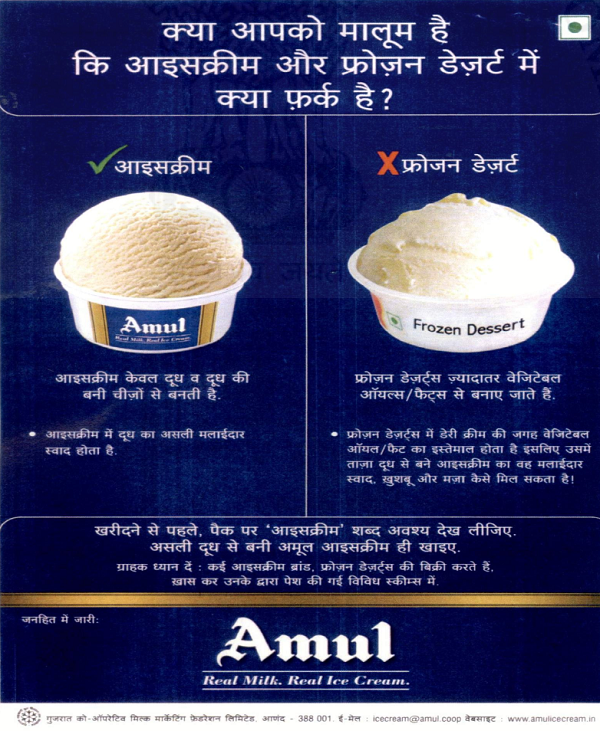 क्या आपको मालूम है
कि आइसक्रीम और फ्रोज़न डेज़र्ट में
क्या फ़र्क है?
✓आइसक्रीम
Amul
Real Milk. Real Ice Cream.
आइसक्रीम केवल दूध व दूध की
बनी चीज़ों से बनती है.
• आइसक्रीम में दूध का असली मलाईदार
स्वाद होता है.
X फ्रोजन डेज़र्ट
Frozen Dessert
फ्रोज़न डेज़र्ट्स ज़्यादातर वेजिटेबल
ऑयल्स/फैट्स से बनाए जाते हैं.
• फ्रोज़न डेज़र्ट्स में डेरी क्रीम की जगह वेजिटेबल
ऑयल/फैट का इस्तेमाल होता है इसलिए उसमें
ताज़ा दूध से बने आइसक्रीम का वह मलाईदार
स्वाद, ख़ुशबू और मज़ा कैसे मिल सकता है!
खरीदने से पहले, पैक पर ‘आइसक्रीम’ शब्द अवश्य देख लीजिए.
असली दूध से बनी अमूल आइसक्रीम ही खाइए.
ग्राहक ध्यान दें : कई आइसक्रीम ब्रांड, फ्रोज़न डेज़र्ट्स की बिक्री करते हैं,
ख़ास कर उनके द्वारा पेश की गई विविध स्कीम्स में.
जनहित में जारी:
Amul
Real Milk. Real Ice Cream.
गुजरात को-ऑपरेटिव मिल्क मार्केटिंग फेडरेशन लिमिटेड, आणंद - 388 001. ई-मेल : icecream@amul.coop वेबसाइट : www.amulicecream.in